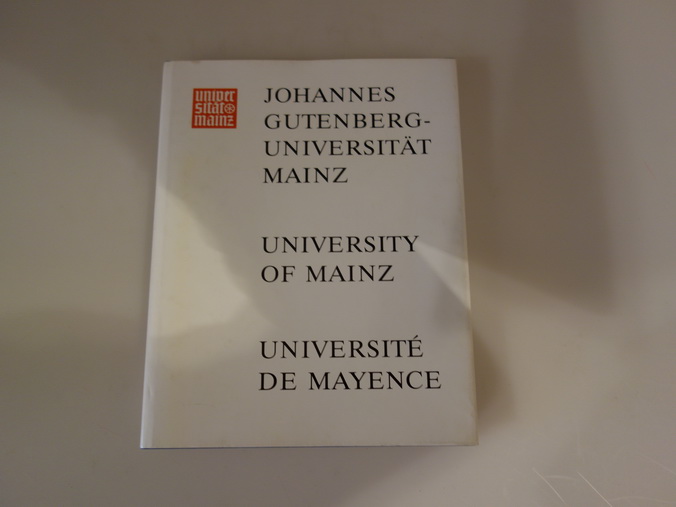 univer
sität
mainz
JOHANNES
GUTENBERG-
UNIVERSITÄT
MAINZ
UNIVERSITY
OF MAINZ
UNIVERSITÉ
DE MAYENCE